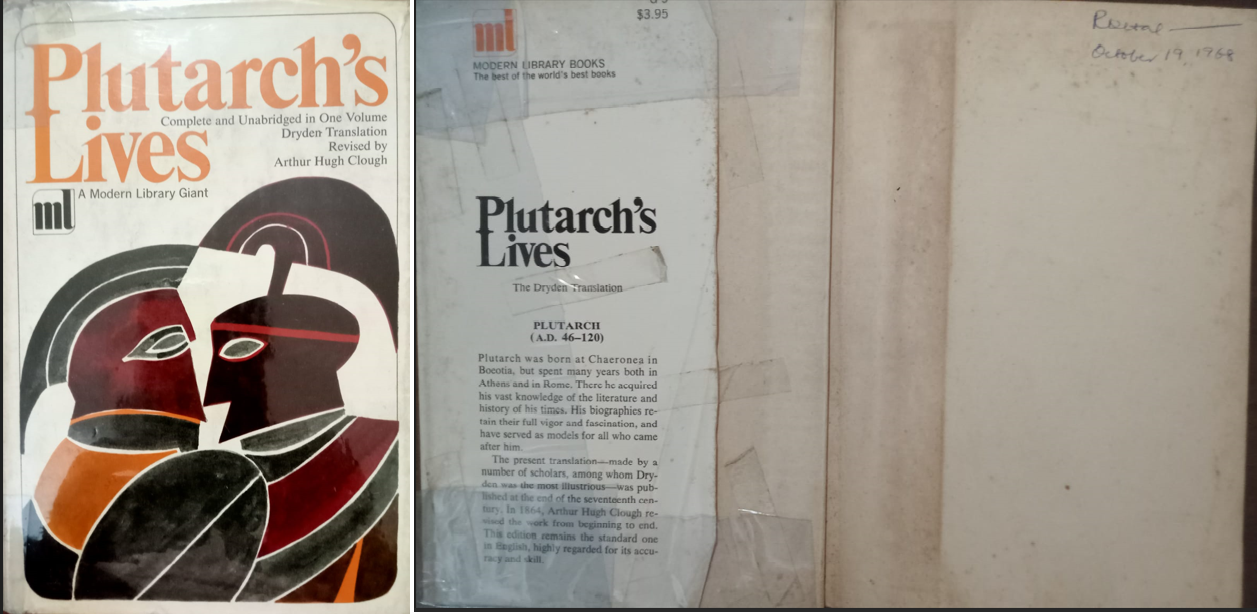 Plutarch's
Lives
Complete and Unabridged in One Volume
Dryden Translation
Revised by
Arthur Hugh Clough
ml
A Modern Library Giant
$3.95
ml
MODERN LIBRARY BOOKS
The best of the world's best books
Plutarch's
Lives
The Dryden Translation
PLUTARCH
(A.D. 46–120)
Plutarch was born at Chaeronea in
Boeotia, but spent many years both in
Athens and in Rome. There he acquired
his vast knowledge of the literature and
history of his times. His biographies re-
tain their full vigor and fascination, and
have served as models for all who came
after him.
The present translation—made by a
number of scholars, among whom Dry-
den was the most illustrious—was pub-
lished at the end of the seventeenth cen-
tury. In 1864, Arthur Hugh Clough re-
vised the work from beginning to end.
This edition remains the standard one
in English, highly regarded for its accu-
racy and skill.
October 19, 1968